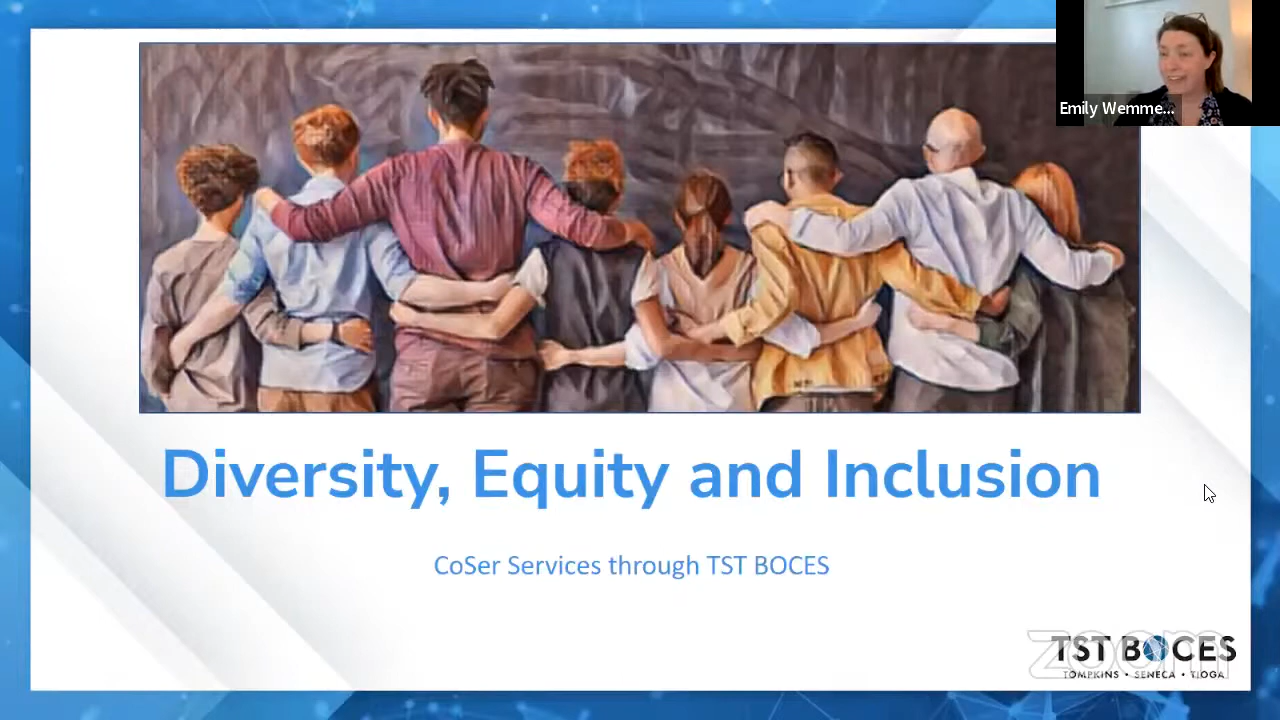 Emily Wemme...
Diversity, Equity and Inclusion
CoSer Services through TST BOCES
zoom
TST BOCES
TOMPKINS • SENECA • TIOGA